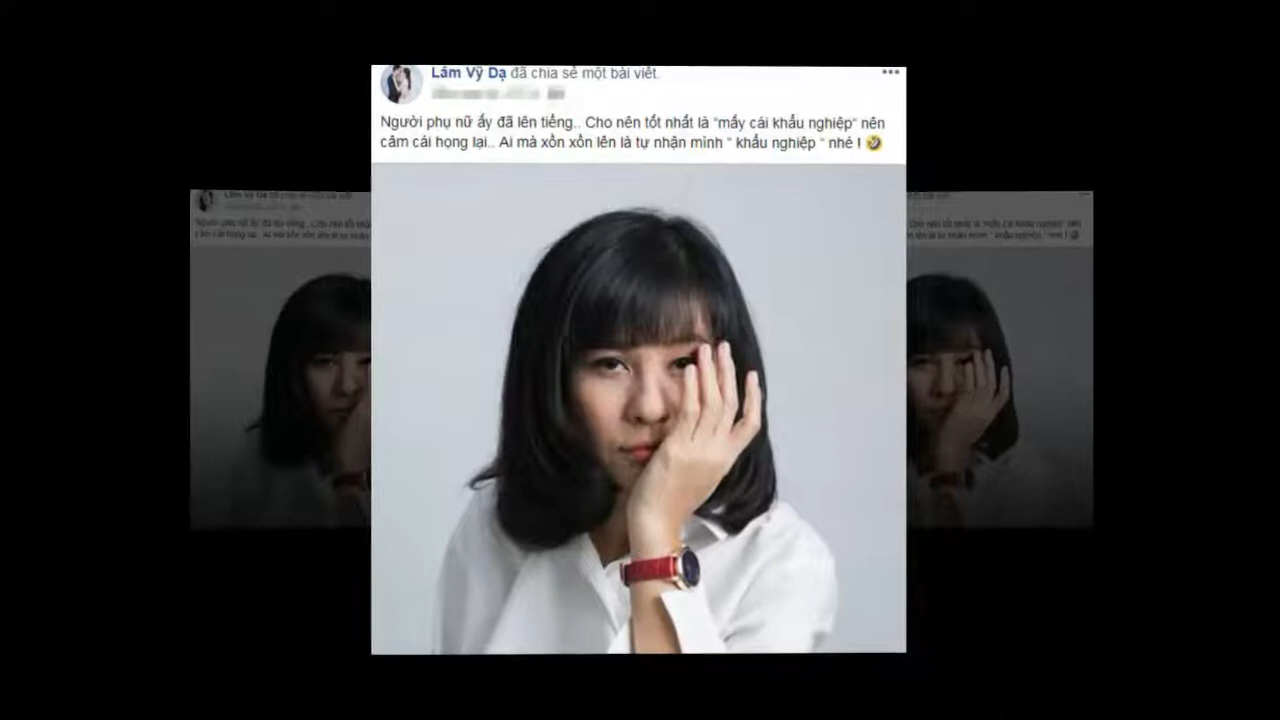 Lâm Vỹ Dạ đã chia sẻ một bài viết.
Người phụ nữ ấy đã lên tiếng.. Cho nên tốt nhất là "mấy cái khẩu nghiệp" nên
câm cái họng lại.. Ai mà xồn xồn lên là tự nhận mình " khẩu nghiệp " nhé ! 🤣